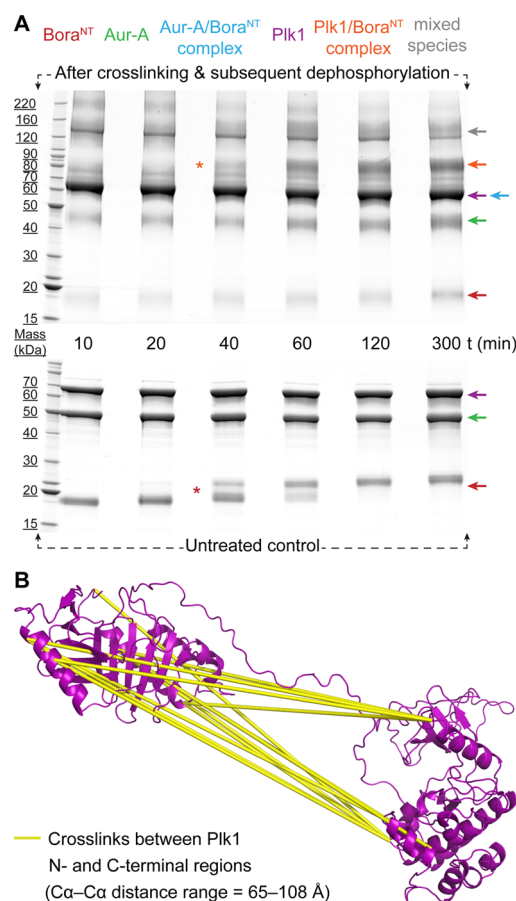 A
Bora^NT Aur-A Aur-A/Bora^NT complex Plk1 Plk1/Bora^NT complex mixed species
After crosslinking & subsequent dephosphorylation
220
160
120
90
80
70
60
50
40
30
20
15
*
Mass (kDa) 10 20 40 60 120 300 t (min)
70
60
50
40
30
20
15
*
Untreated control
B
Crosslinks between Plk1
N- and C-terminal regions
(Cα–Cα distance range = 65–108 Å)